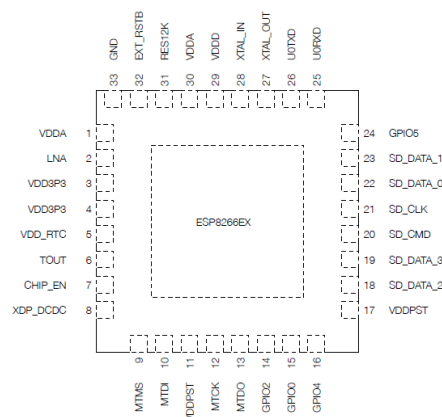 GND
EXT_RSTB
RES12K
VDDA
VDDD
XTAL_IN
XTAL_OUT
U0TXD
U0RXD
33 32 31 30 29 28 27 26 25
VDDA 1
LNA 2
VDD3P3 3
VDD3P3 4
VDD_RTC 5
TOUT 6
CHIP_EN 7
XDP_DCDC 8
ESP8266EX
24 GPIO5
23 SD_DATA_1
22 SD_DATA_0
21 SD_CLK
20 SD_CMD
19 SD_DATA_3
18 SD_DATA_2
17 VDDPST
9 10 11 12 13 14 15 16
MTMS
MTDI
VDDPST
MTCK
MTDO
GPIO2
GPIO0
GPIO4